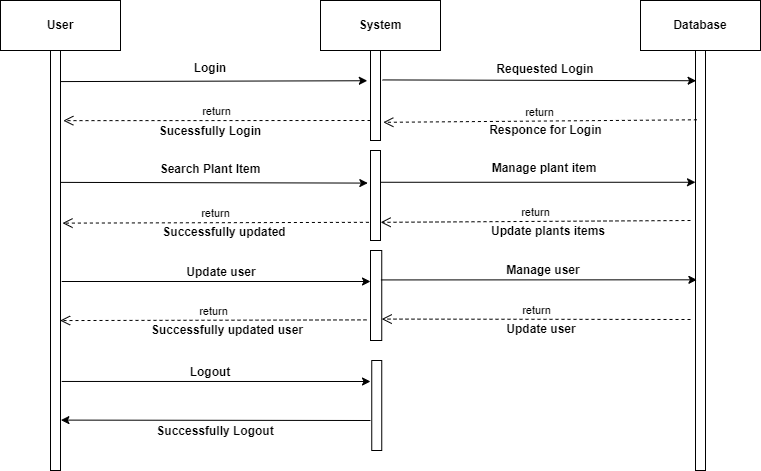 User
System
Database
Login
Requested Login
return
Sucessfully Login
return
Responce for Login
Search Plant Item
Manage plant item
return
Successfully updated
return
Update plants items
Update user
Manage user
return
Successfully updated user
return
Update user
Logout
Successfully Logout